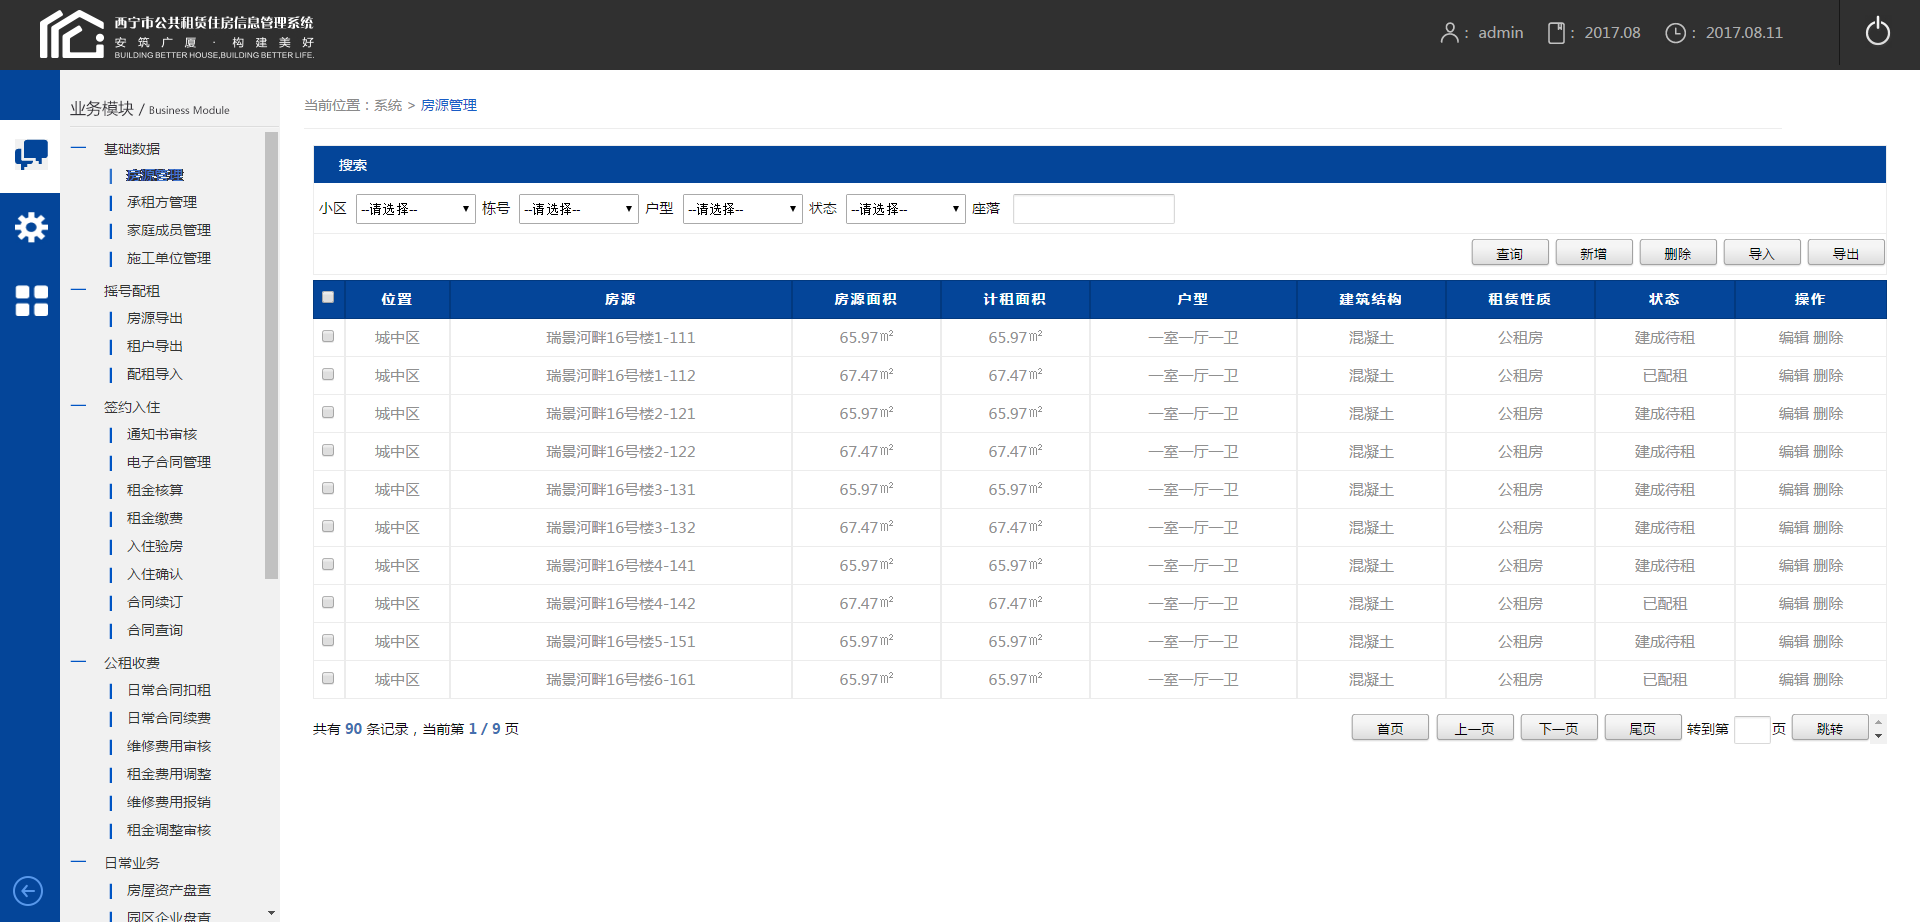 西宁市公共租赁住房信息管理系统
安 筑 广 厦 · 构 建 美 好
BUILDING BETTER HOUSE,BUILDING BETTER LIFE.
: admin
: 2017.08
: 2017.08.11
业务模块 / Business Module
基础数据
房源管理
承租方管理
家庭成员管理
施工单位管理
摇号配租
房源导出
租户导出
配租导入
签约入住
通知书审核
电子合同管理
租金核算
租金缴费
入住验房
入住确认
合同续订
合同查询
公租收费
日常合同扣租
日常合同续费
维修费用审核
租金费用调整
维修费用报销
租金调整审核
日常业务
房屋资产盘查
园区企业盘查
当前位置：系统 > 房源管理
搜索
小区 --请选择-- 栋号 --请选择-- 户型 --请选择-- 状态 --请选择-- 座落
查询 新增 删除 导入 导出
位置 房源 房源面积 计租面积 户型 建筑结构 租赁性质 状态 操作
城中区 瑞景河畔16号楼1-111 65.97㎡ 65.97㎡ 一室一厅一卫 混凝土 公租房 建成待租 编辑 删除
城中区 瑞景河畔16号楼1-112 67.47㎡ 67.47㎡ 一室一厅一卫 混凝土 公租房 已配租 编辑 删除
城中区 瑞景河畔16号楼2-121 65.97㎡ 65.97㎡ 一室一厅一卫 混凝土 公租房 建成待租 编辑 删除
城中区 瑞景河畔16号楼2-122 67.47㎡ 67.47㎡ 一室一厅一卫 混凝土 公租房 建成待租 编辑 删除
城中区 瑞景河畔16号楼3-131 65.97㎡ 65.97㎡ 一室一厅一卫 混凝土 公租房 建成待租 编辑 删除
城中区 瑞景河畔16号楼3-132 67.47㎡ 67.47㎡ 一室一厅一卫 混凝土 公租房 建成待租 编辑 删除
城中区 瑞景河畔16号楼4-141 65.97㎡ 65.97㎡ 一室一厅一卫 混凝土 公租房 建成待租 编辑 删除
城中区 瑞景河畔16号楼4-142 67.47㎡ 67.47㎡ 一室一厅一卫 混凝土 公租房 已配租 编辑 删除
城中区 瑞景河畔16号楼5-151 65.97㎡ 65.97㎡ 一室一厅一卫 混凝土 公租房 建成待租 编辑 删除
城中区 瑞景河畔16号楼6-161 65.97㎡ 65.97㎡ 一室一厅一卫 混凝土 公租房 已配租 编辑 删除
共有 90 条记录，当前第 1 / 9 页
首页 上一页 下一页 尾页 转到第 页 跳转